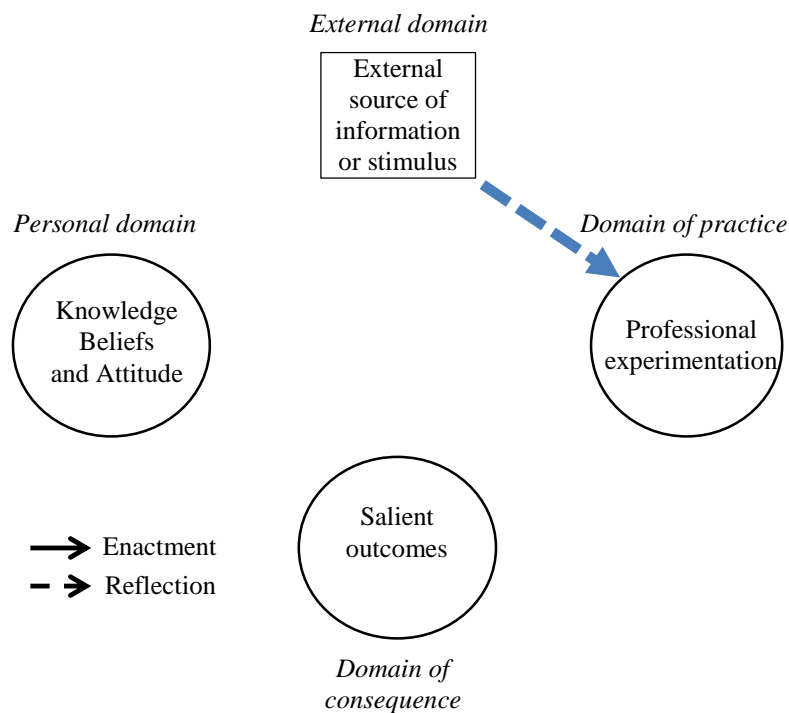 External domain
External
source of
information
or stimulus
Personal domain
Domain of practice
Knowledge
Beliefs
and Attitude
Professional
experimentation
Salient
outcomes
Enactment
Reflection
Domain of
consequence